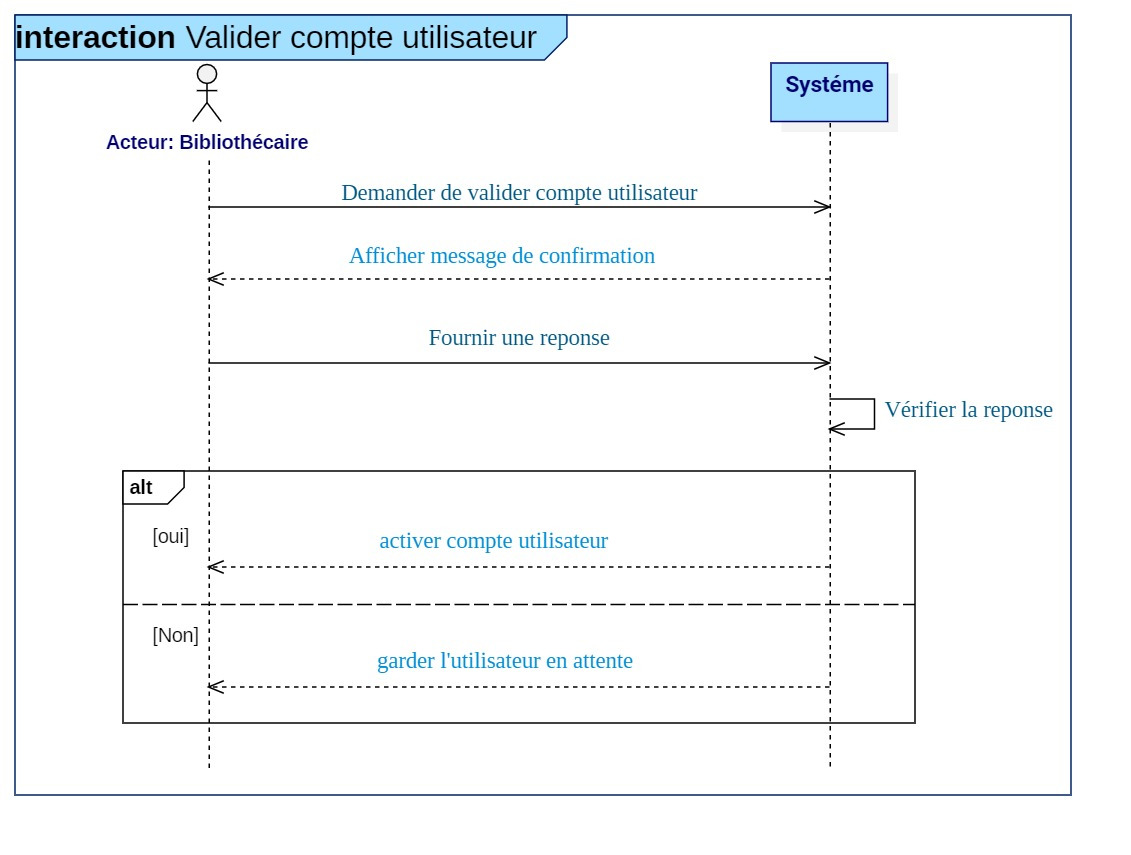 interaction Valider compte utilisateur
Systéme
Acteur: Bibliothécaire
Demander de valider compte utilisateur
Afficher message de confirmation
Fournir une reponse
Vérifier la reponse
alt
[oui]
activer compte utilisateur
[Non]
garder l'utilisateur en attente